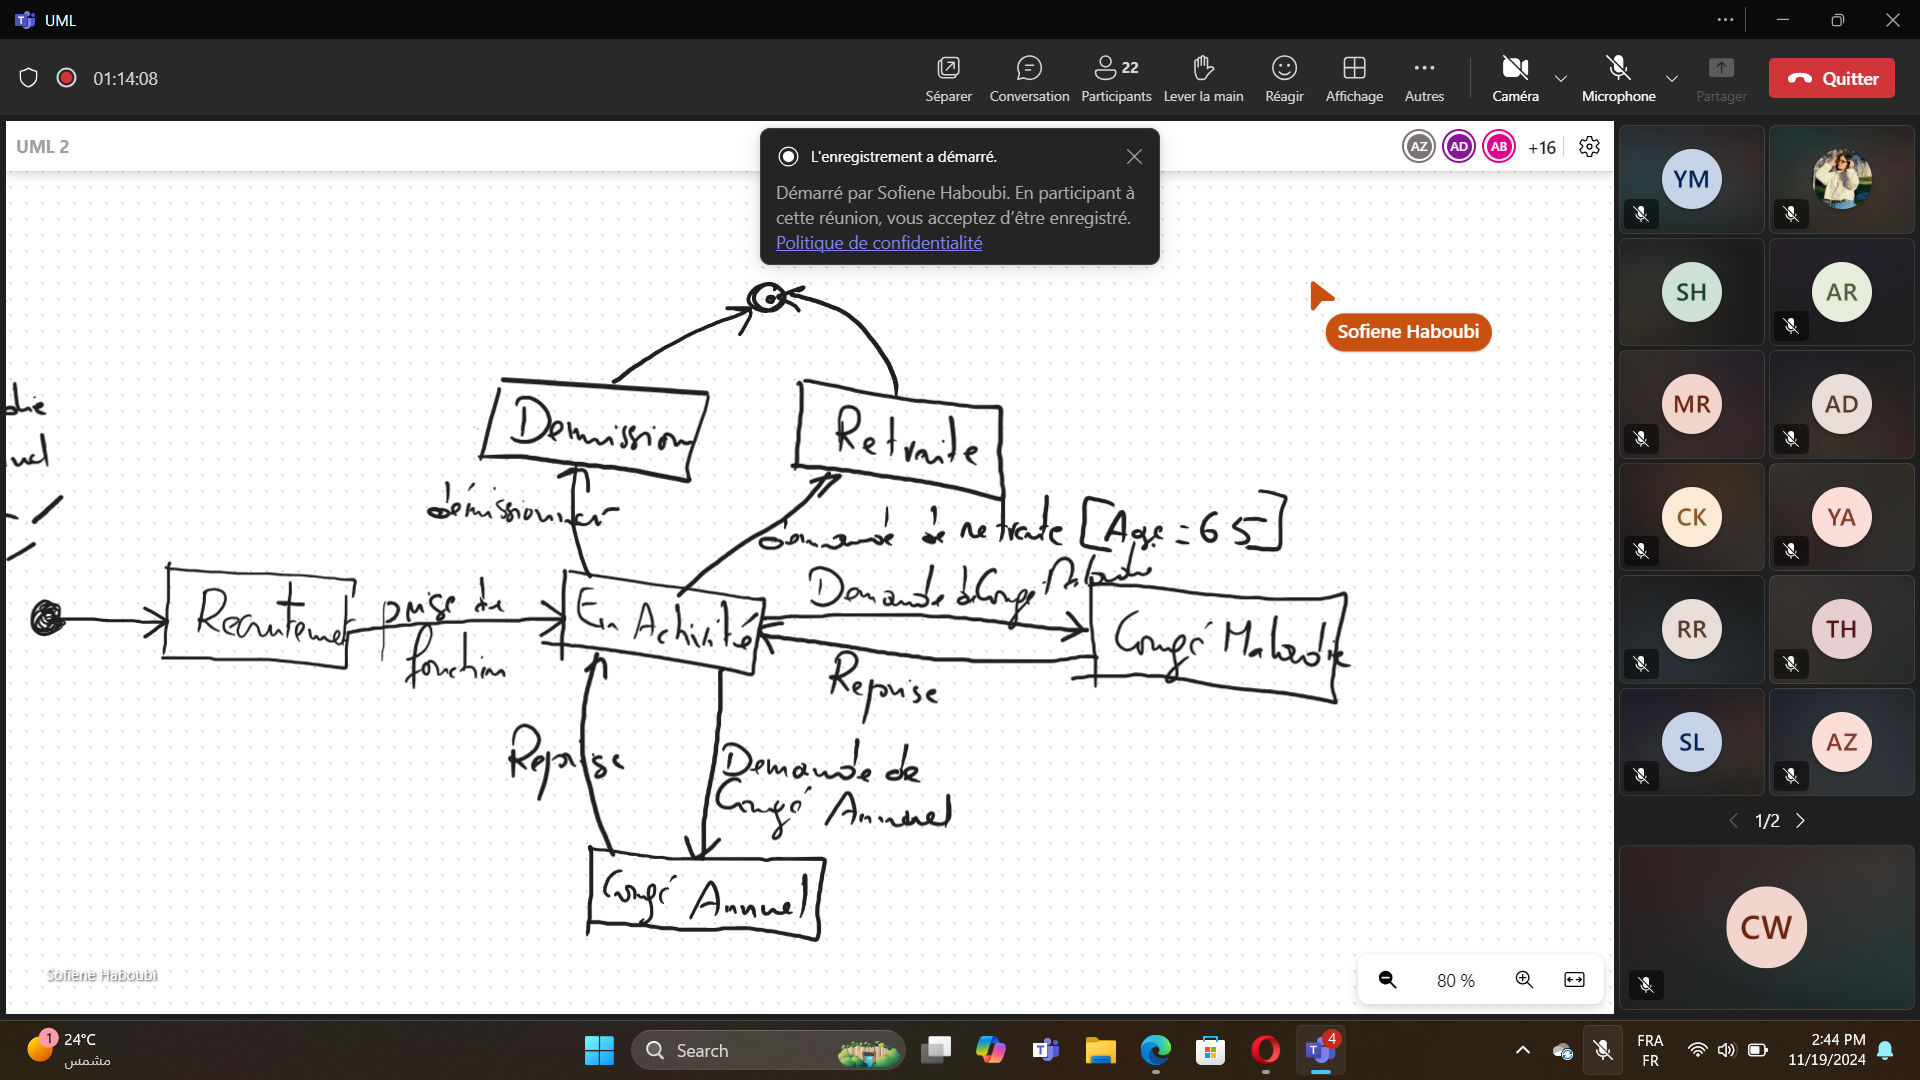 UML
01:14:08
Séparer
Conversation
22
Participants
Lever la main
Réagir
Affichage
Autres
Caméra
Microphone
Partager
Quitter
UML 2
L'enregistrement a démarré.
Démarré par Sofiene Haboubi. En participant à
cette réunion, vous acceptez d'être enregistré.
Politique de confidentialité
AZ
AD
AB
+16
Sofiene Haboubi
Demission
Retraite
démissionner
demande de retraite [Age = 65]
Demande Congé Maladie
Recrutement
prise de
fonction
En Activité
Congé Maladie
Reprise
Reprise
Demande de
Congé Annuel
Congé Annuel
Sofiene Haboubi
80 %
YM
SH
AR
MR
AD
CK
YA
RR
TH
SL
AZ
1/2
CW
1
24°C
مشمس
Search
4
FRA
FR
2:44 PM
11/19/2024